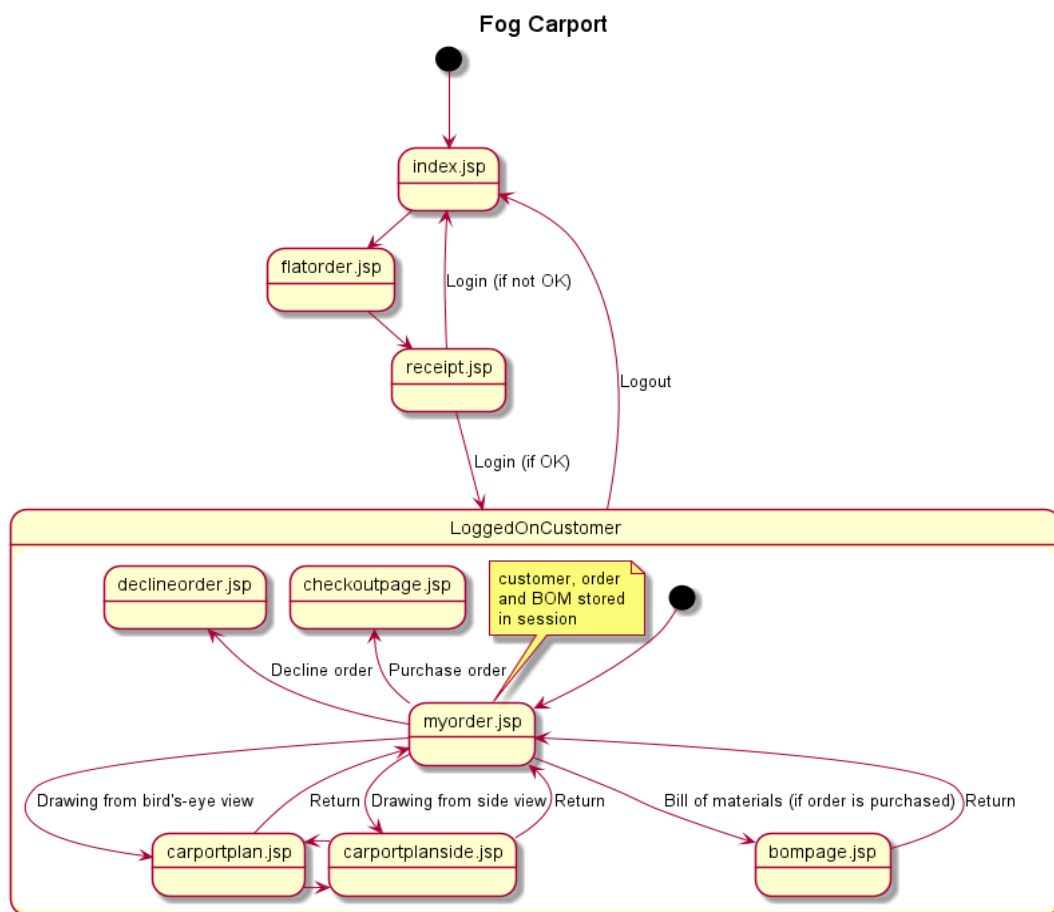 Fog Carport
index.jsp
flatorder.jsp
Login (if not OK)
receipt.jsp
Logout
Login (if OK)
LoggedOnCustomer
declineorder.jsp
checkoutpage.jsp
customer, order
and BOM stored
in session
Decline order
Purchase order
myorder.jsp
Drawing from bird's-eye view
Return
Drawing from side view
Return
Bill of materials (if order is purchased)
Return
carportplan.jsp
carportplanside.jsp
bompage.jsp